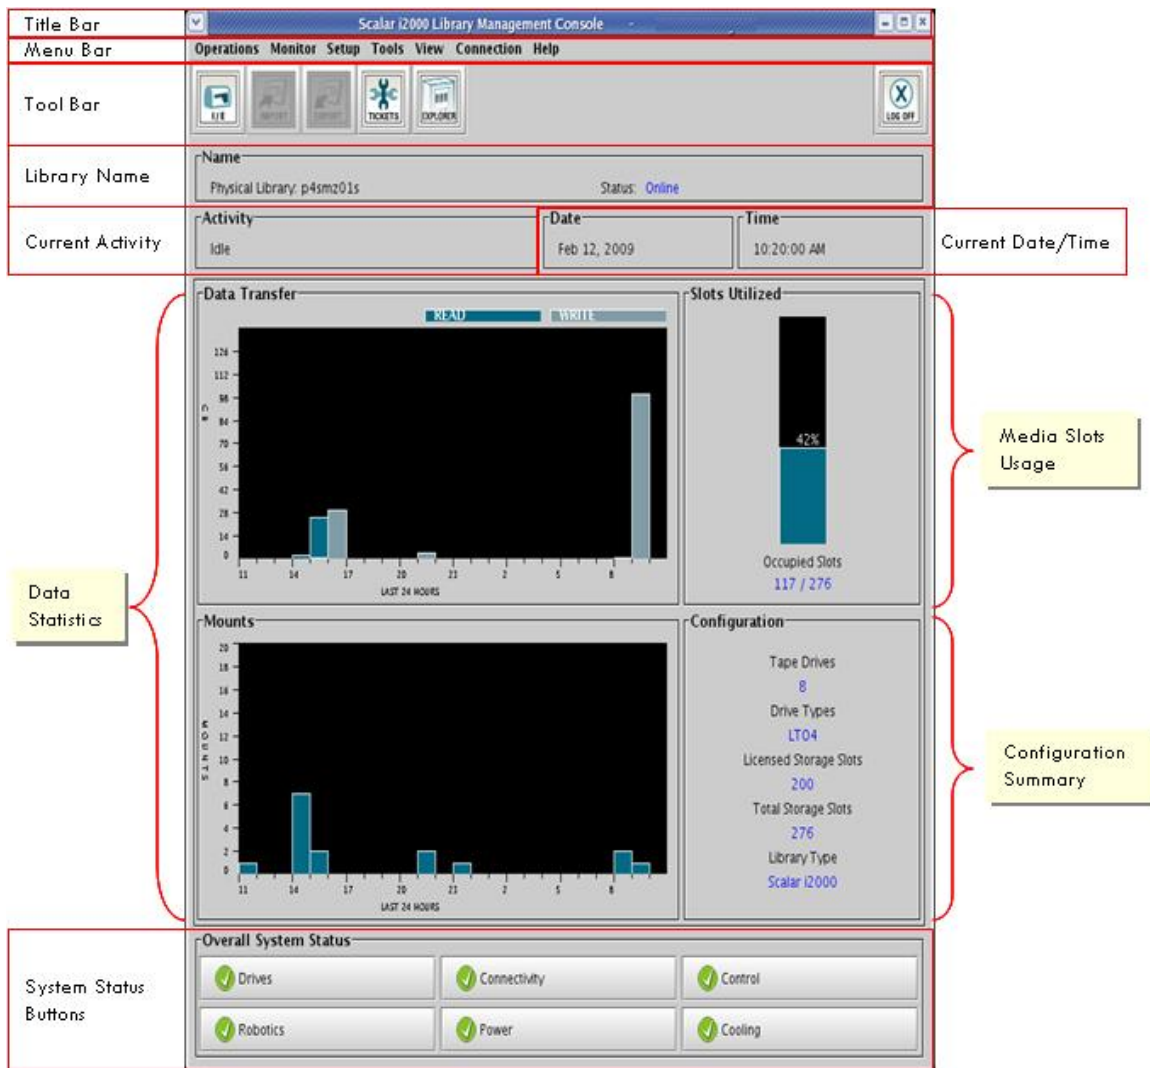 Title Bar
Scalar i2000 Library Management Console -
Menu Bar
Operations Monitor Setup Tools View Connection Help
Tool Bar
I/E
IMPORT
EXPORT
TICKETS
EXPLORER
LOG OFF
Library Name
Name
Physical Library: p4smz01s
Status: Online
Current Activity
Activity
Idle
Date
Feb 12, 2009
Time
10:20:00 AM
Current Date/Time
Data Statistics
Data Transfer
READ
WRITE
126
112
98
84
70
56
42
28
14
0
GB
11 14 17 20 23 2 5 8
LAST 24 HOURS
Slots Utilized
42%
Occupied Slots
117 / 276
Media Slots
Usage
Mounts
20
18
16
14
12
10
8
6
4
2
0
MOUNTS
11 14 17 20 23 2 5 8
LAST 24 HOURS
Configuration
Tape Drives
8
Drive Types
LTO4
Licensed Storage Slots
200
Total Storage Slots
276
Library Type
Scalar i2000
Configuration
Summary
System Status
Buttons
Overall System Status
Drives
Connectivity
Control
Robotics
Power
Cooling